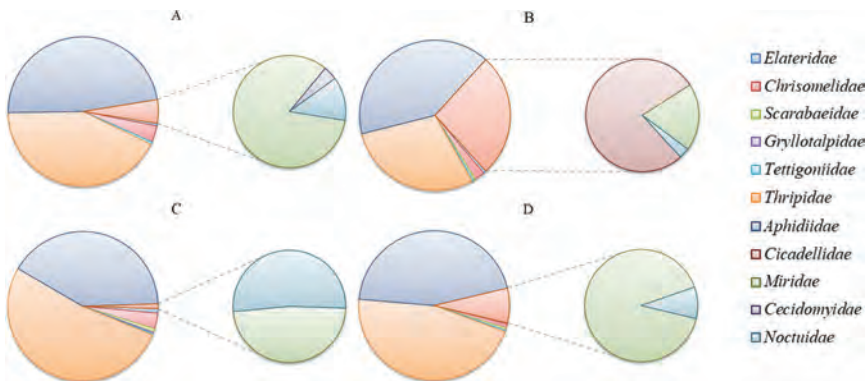 A
B
C
D
Elateridae
Chrisomelidae
Scarabaeidae
Gryllotalpidae
Tettigoniidae
Thripidae
Aphidiidae
Cicadellidae
Miridae
Cecidomyidae
Noctuidae